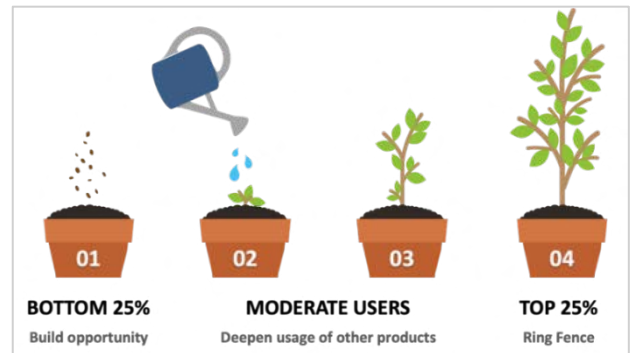 01 02 03 04
BOTTOM 25% MODERATE USERS TOP 25%
Build opportunity Deepen usage of other products Ring Fence